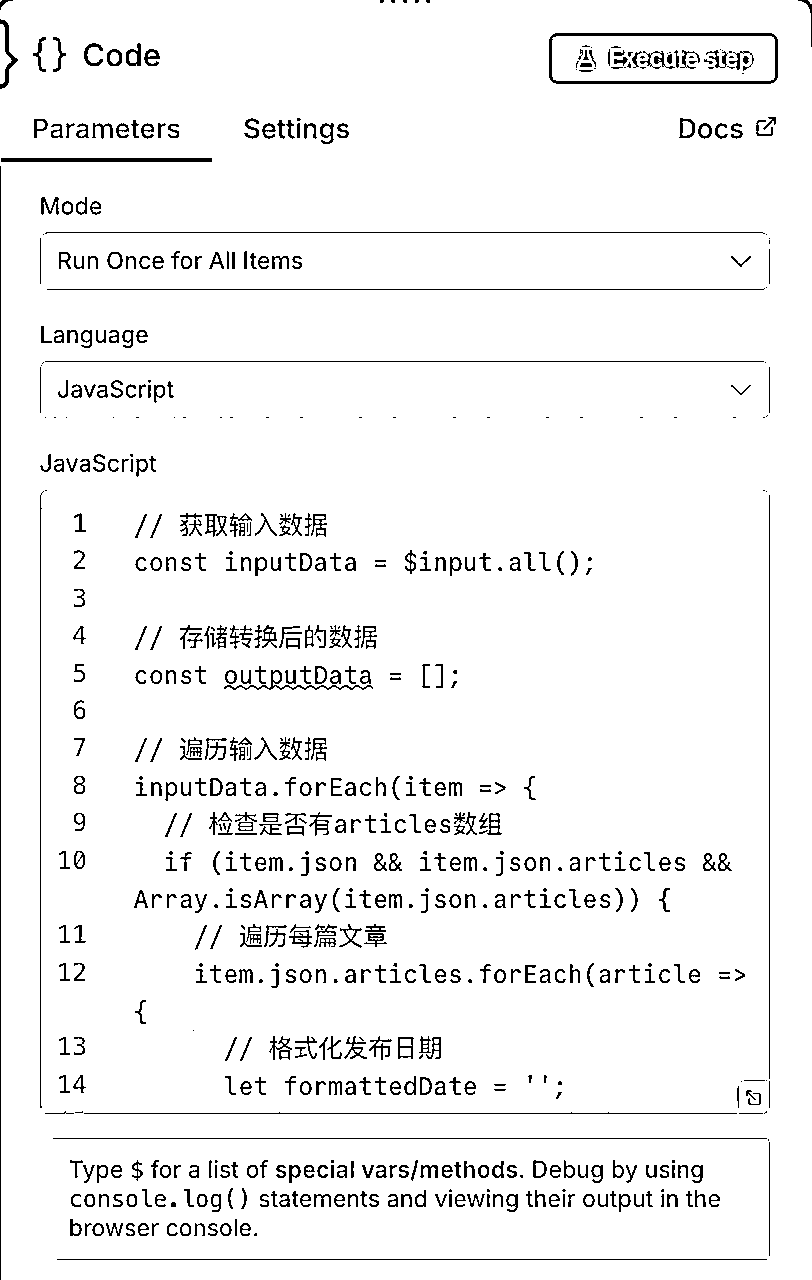 {} Code
Execute step
Parameters
Settings
Docs
Mode
Run Once for All Items
Language
JavaScript
JavaScript
1 // 获取输入数据
2 const inputData = $input.all();
3
4 // 存储转换后的数据
5 const outputData = [];
6
7 // 遍历输入数据
8 inputData.forEach(item => {
9 // 检查是否有articles数组
10 if (item.json && item.json.articles &&
Array.isArray(item.json.articles)) {
11 // 遍历每篇文章
12 item.json.articles.forEach(article =>
{
13 // 格式化发布日期
14 let formattedDate = '';
Type $ for a list of special vars/methods. Debug by using
console.log() statements and viewing their output in the
browser console.